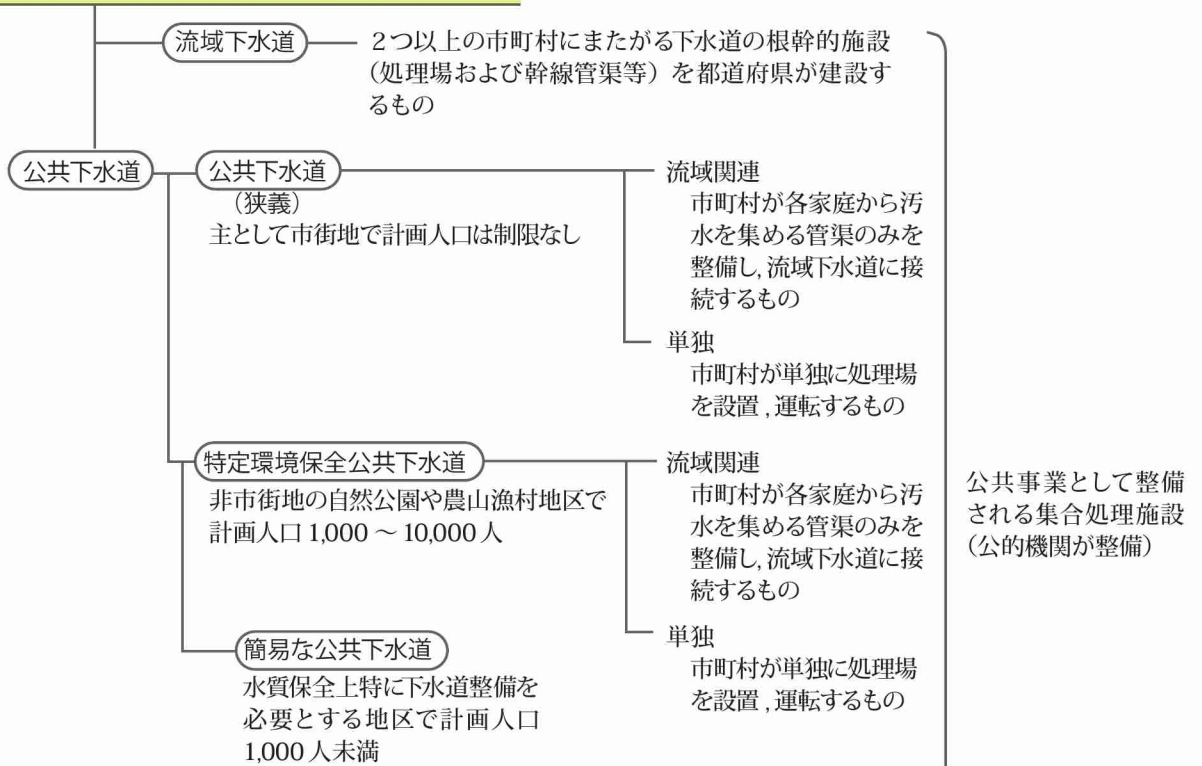 流域下水道
２つ以上の市町村にまたがる下水道の根幹的施設
（処理場および幹線管渠等）を都道府県が建設す
るもの
公共下水道
公共下水道
（狭義）
主として市街地で計画人口は制限なし
流域関連
市町村が各家庭から汚
水を集める管渠のみを
整備し, 流域下水道に接
続するもの
単独
市町村が単独に処理場
を設置 , 運転するもの
特定環境保全公共下水道
非市街地の自然公園や農山漁村地区で
計画人口 1,000 ～ 10,000 人
流域関連
市町村が各家庭から汚
水を集める管渠のみを
整備し, 流域下水道に接
続するもの
単独
市町村が単独に処理場
を設置 , 運転するもの
簡易な公共下水道
水質保全上特に下水道整備を
必要とする地区で計画人口
1,000 人未満
公共事業として整備
される集合処理施設
（公的機関が整備）